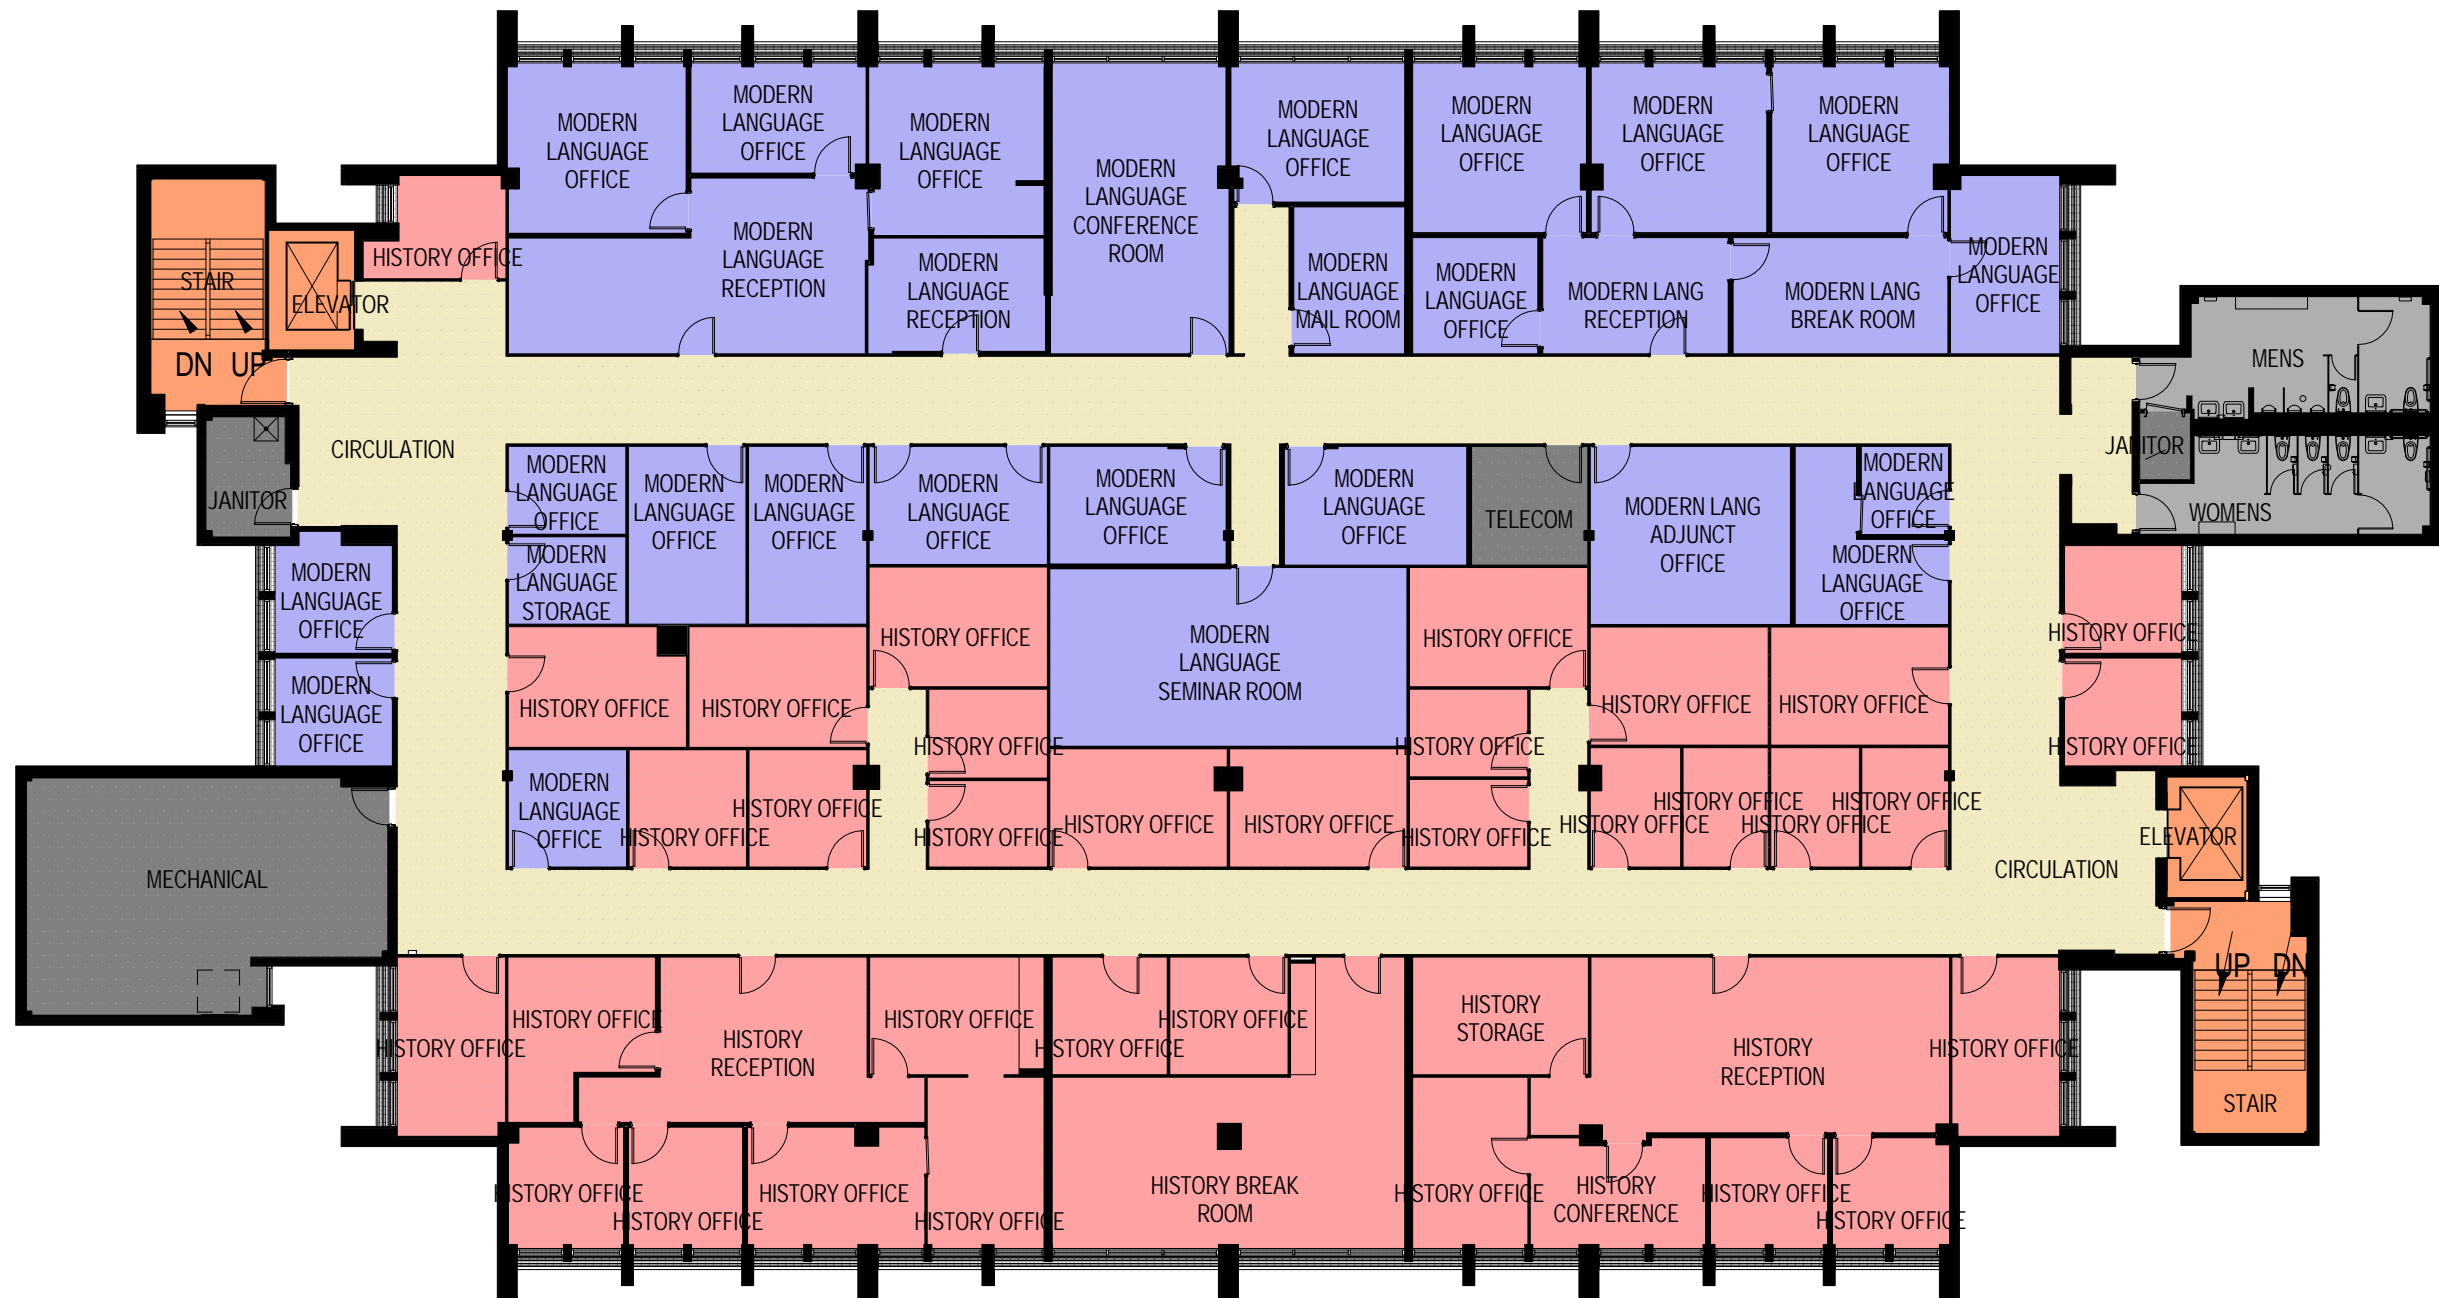 MODERN
LANGUAGE
OFFICE
MODERN
LANGUAGE
OFFICE
MODERN
LANGUAGE
OFFICE
MODERN
LANGUAGE
CONFERENCE
ROOM
MODERN
LANGUAGE
OFFICE
MODERN
LANGUAGE
OFFICE
MODERN
LANGUAGE
OFFICE
MODERN
LANGUAGE
OFFICE
HISTORY OFFICE
MODERN
LANGUAGE
RECEPTION
MODERN
LANGUAGE
RECEPTION
MODERN
LANGUAGE
MAIL ROOM
MODERN
LANGUAGE
OFFICE
MODERN LANG
RECEPTION
MODERN LANG
BREAK ROOM
MODERN
LANGUAGE
OFFICE
STAIR
ELEVATOR
DN
UP
MENS
CIRCULATION
JANITOR
JANITOR
WOMENS
MODERN
LANGUAGE
OFFICE
MODERN
LANGUAGE
STORAGE
MODERN
LANGUAGE
OFFICE
MODERN
LANGUAGE
OFFICE
MODERN
LANGUAGE
OFFICE
MODERN
LANGUAGE
OFFICE
MODERN
LANGUAGE
OFFICE
TELECOM
MODERN LANG
ADJUNCT
OFFICE
MODERN
LANGUAGE
OFFICE
MODERN
LANGUAGE
OFFICE
MODERN
LANGUAGE
OFFICE
MODERN
LANGUAGE
OFFICE
HISTORY OFFICE
MODERN
LANGUAGE
SEMINAR ROOM
HISTORY OFFICE
HISTORY OFFICE
HISTORY OFFICE
HISTORY OFFICE
HISTORY OFFICE
HISTORY OFFICE
HISTORY OFFICE
HISTORY OFFICE
HISTORY OFFICE
MODERN
LANGUAGE
OFFICE
HISTORY OFFICE
HISTORY OFFICE
HISTORY OFFICE
HISTORY OFFICE
HISTORY OFFICE
HISTORY OFFICE
HISTORY OFFICE
HISTORY OFFICE
HISTORY OFFICE
HISTORY OFFICE
HISTORY OFFICE
ELEVATOR
MECHANICAL
CIRCULATION
UP
DN
STAIR
HISTORY OFFICE
HISTORY OFFICE
HISTORY
RECEPTION
HISTORY OFFICE
HISTORY OFFICE
HISTORY OFFICE
HISTORY
STORAGE
HISTORY
RECEPTION
HISTORY OFFICE
HISTORY OFFICE
HISTORY OFFICE
HISTORY OFFICE
HISTORY OFFICE
HISTORY BREAK
ROOM
HISTORY OFFICE
HISTORY
CONFERENCE
HISTORY OFFICE
HISTORY OFFICE